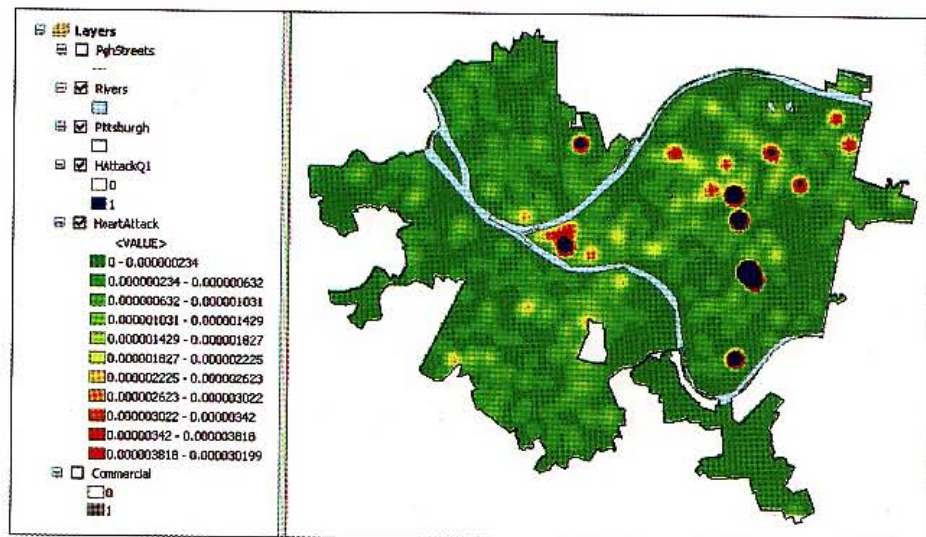 Layers
PghStreets
Rivers
Pittsburgh
HAttackQ1
0
1
HeartAttack
<VALUE>
0 - 0.000000234
0.000000234 - 0.000000632
0.000000632 - 0.000001031
0.000001031 - 0.000001429
0.000001429 - 0.000001827
0.000001827 - 0.000002225
0.000002225 - 0.000002623
0.000002623 - 0.000003022
0.000003022 - 0.00000342
0.00000342 - 0.000003818
0.000003818 - 0.000030199
Commercial
0
1